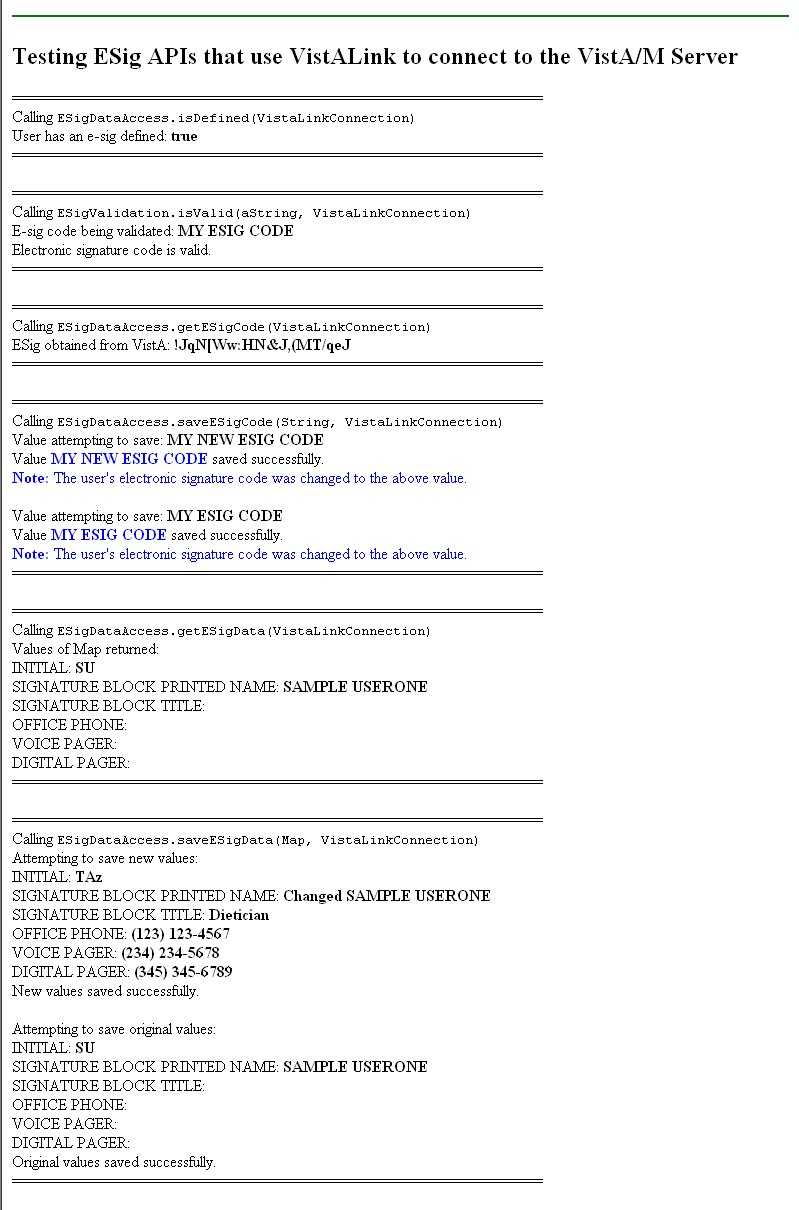 Testing ESig APIs that use VistALink to connect to the VistA/M Server
Calling ESigDataAccess.isDefined(VistaLinkConnection)
User has an e-sig defined: true
Calling ESigValidation.isValid(aString, VistaLinkConnection)
E-sig code being validated: MY ESIG CODE
Electronic signature code is valid.
Calling ESigDataAccess.getESigCode(VistaLinkConnection)
ESig obtained from VistA: !JqN[Ww:HN&J,(MT/qeJ
Calling ESigDataAccess.saveESigCode(String, VistaLinkConnection)
Value attempting to save: MY NEW ESIG CODE
Value MY NEW ESIG CODE saved successfully.
Note: The user's electronic signature code was changed to the above value.
Value attempting to save: MY ESIG CODE
Value MY ESIG CODE saved successfully.
Note: The user's electronic signature code was changed to the above value.
Calling ESigDataAccess.getESigData(VistaLinkConnection)
Values of Map returned:
INITIAL: SU
SIGNATURE BLOCK PRINTED NAME: SAMPLE USERONE
SIGNATURE BLOCK TITLE:
OFFICE PHONE:
VOICE PAGER:
DIGITAL PAGER:
Calling ESigDataAccess.saveESigData(Map, VistaLinkConnection)
Attempting to save new values:
INITIAL: TAz
SIGNATURE BLOCK PRINTED NAME: Changed SAMPLE USERONE
SIGNATURE BLOCK TITLE: Dietician
OFFICE PHONE: (123) 123-4567
VOICE PAGER: (234) 234-5678
DIGITAL PAGER: (345) 345-6789
New values saved successfully.
Attempting to save original values:
INITIAL: SU
SIGNATURE BLOCK PRINTED NAME: SAMPLE USERONE
SIGNATURE BLOCK TITLE:
OFFICE PHONE:
VOICE PAGER:
DIGITAL PAGER:
Original values saved successfully.